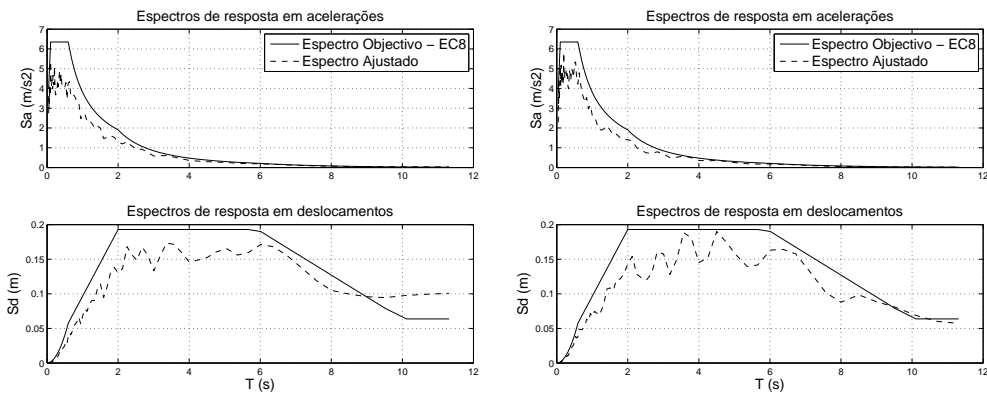 Espectros de resposta em acelerações
Sa (m/s2)
7
6
5
4
3
2
1
0
Espectro Objectivo − EC8
Espectro Ajustado
0 2 4 6 8 10 12
Espectros de resposta em deslocamentos
Sd (m)
0.2
0.15
0.1
0.05
0
0 2 4 6 8 10 12
T (s)
Espectros de resposta em acelerações
Sa (m/s2)
7
6
5
4
3
2
1
0
Espectro Objectivo − EC8
Espectro Ajustado
0 2 4 6 8 10 12
Espectros de resposta em deslocamentos
Sd (m)
0.2
0.15
0.1
0.05
0
0 2 4 6 8 10 12
T (s)